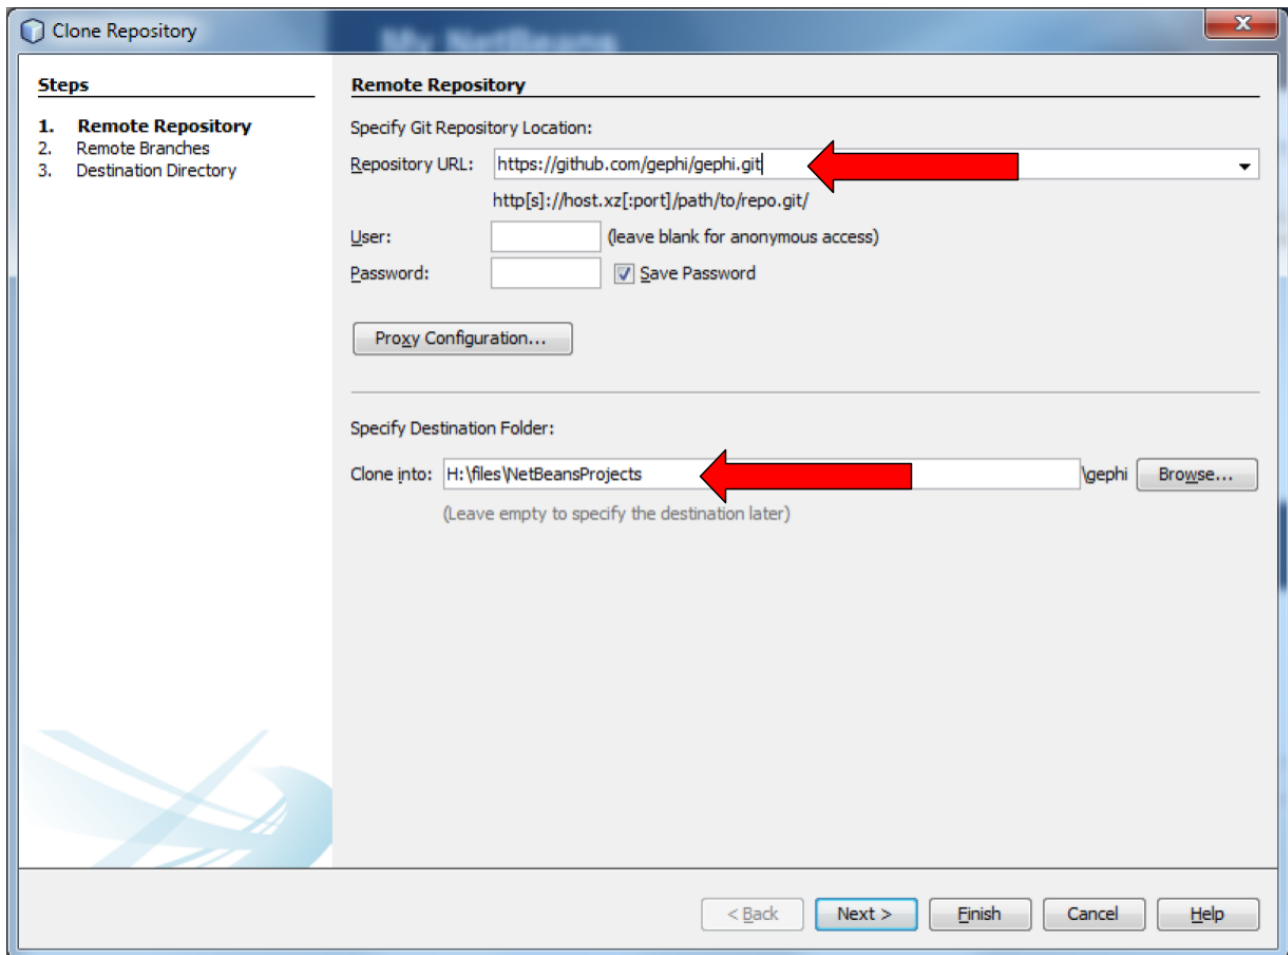 Clone Repository
My NetBeans
Steps
1. Remote Repository
2. Remote Branches
3. Destination Directory
Remote Repository
Specify Git Repository Location:
Repository URL: https://github.com/gephi/gephi.git
http[s]://host.xz[:port]/path/to/repo.git/
User: (leave blank for anonymous access)
Password: Save Password
Proxy Configuration...
Specify Destination Folder:
Clone into: H:\files\NetBeansProjects \gephi Browse...
(Leave empty to specify the destination later)
< Back Next > Finish Cancel Help